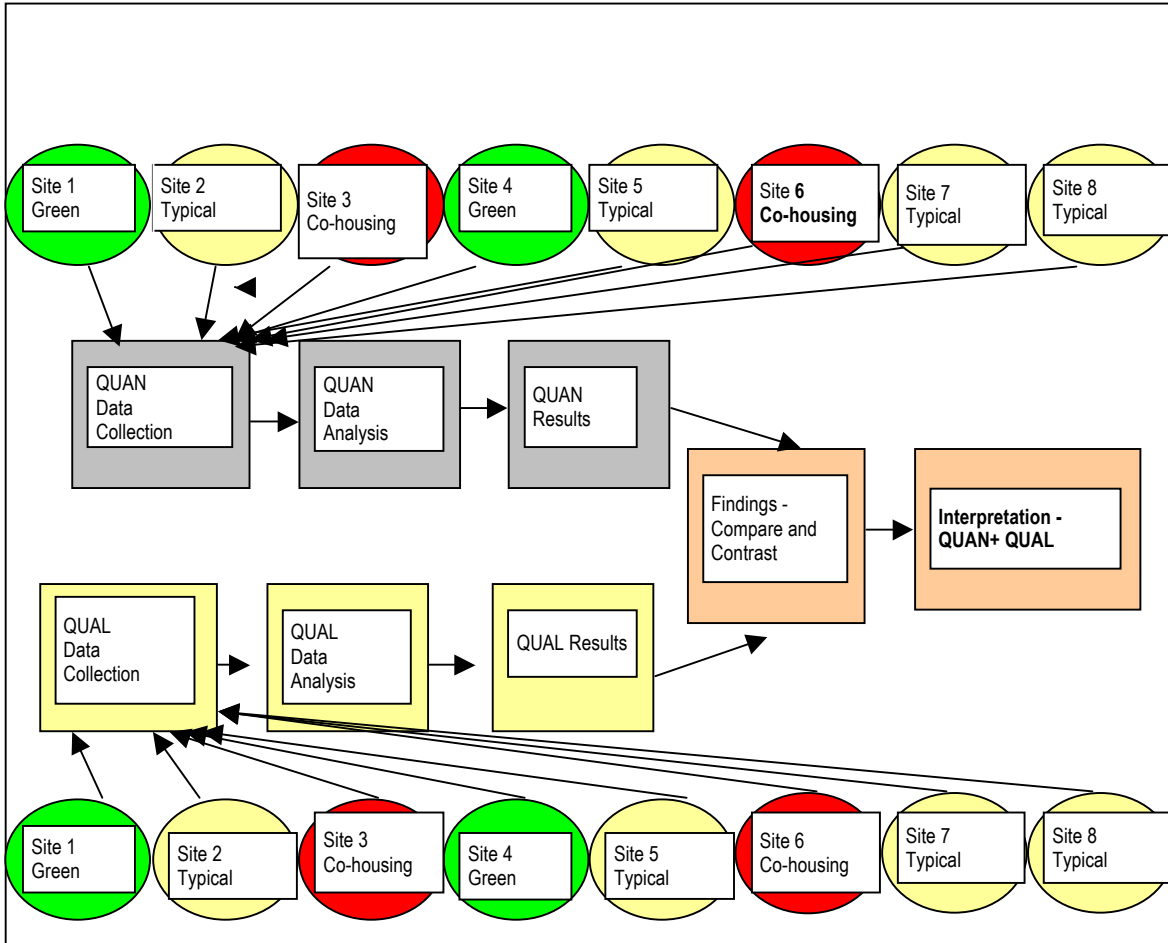 Site 1
Green
Site 2
Typical
Site 3
Co-housing
Site 4
Green
Site 5
Typical
Site 6
Co-housing
Site 7
Typical
Site 8
Typical
QUAN
Data
Collection
QUAN
Data
Analysis
QUAN
Results
Findings -
Compare and
Contrast
Interpretation -
QUAN+ QUAL
QUAL
Data
Collection
QUAL
Data
Analysis
QUAL Results
Site 1
Green
Site 2
Typical
Site 3
Co-housing
Site 4
Green
Site 5
Typical
Site 6
Co-housing
Site 7
Typical
Site 8
Typical